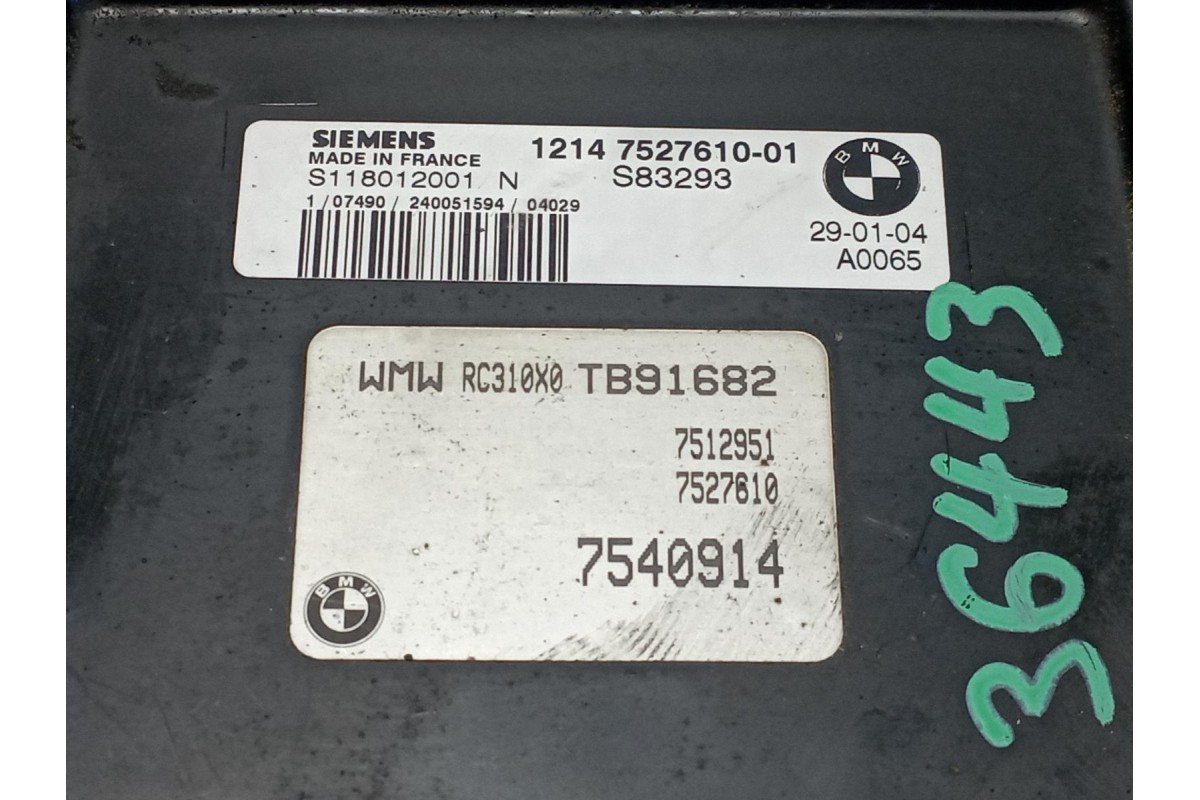 SIEMENS
MADE IN FRANCE
S118012001 N
1 / 07490 / 240051594 / 04029
1214 7527610-01
S83293
BMW
29-01-04
A0065
WMW RC310X0 TB91682
7512951
7527610
7540914
BMW
36443